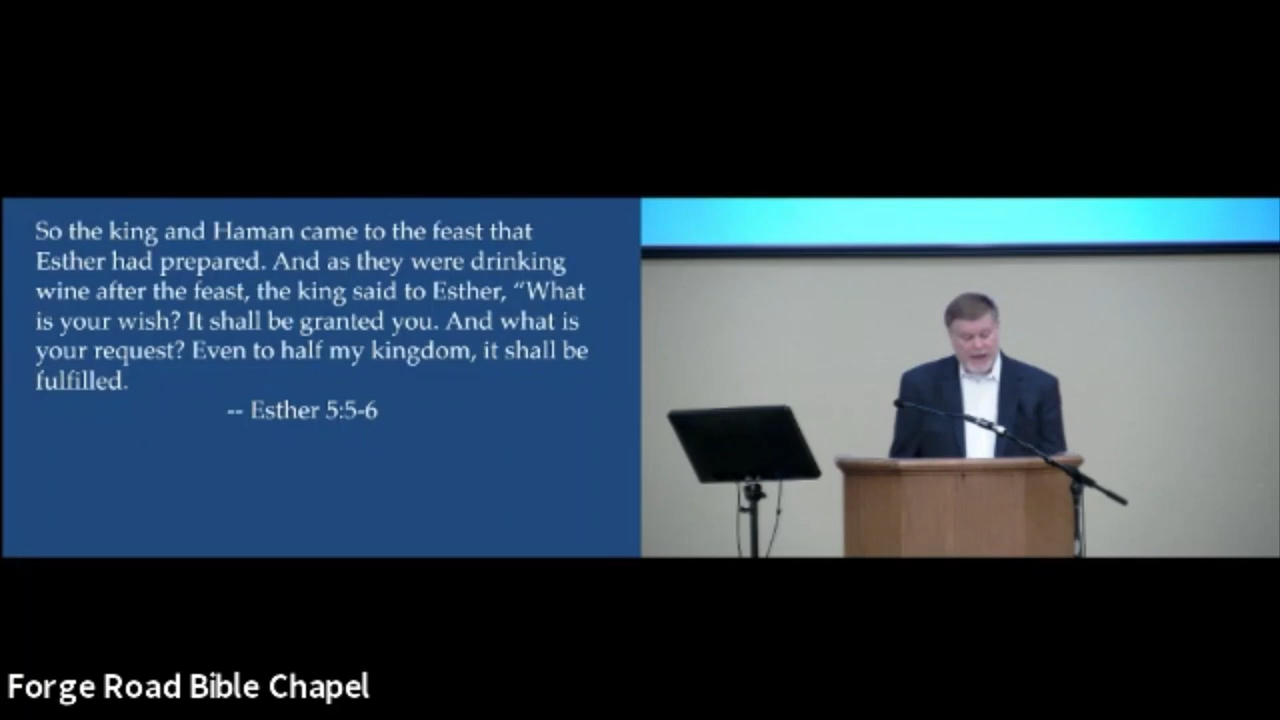 So the king and Haman came to the feast that
Esther had prepared. And as they were drinking
wine after the feast, the king said to Esther, “What
is your wish? It shall be granted you. And what is
your request? Even to half my kingdom, it shall be
fulfilled.
-- Esther 5:5-6
Forge Road Bible Chapel